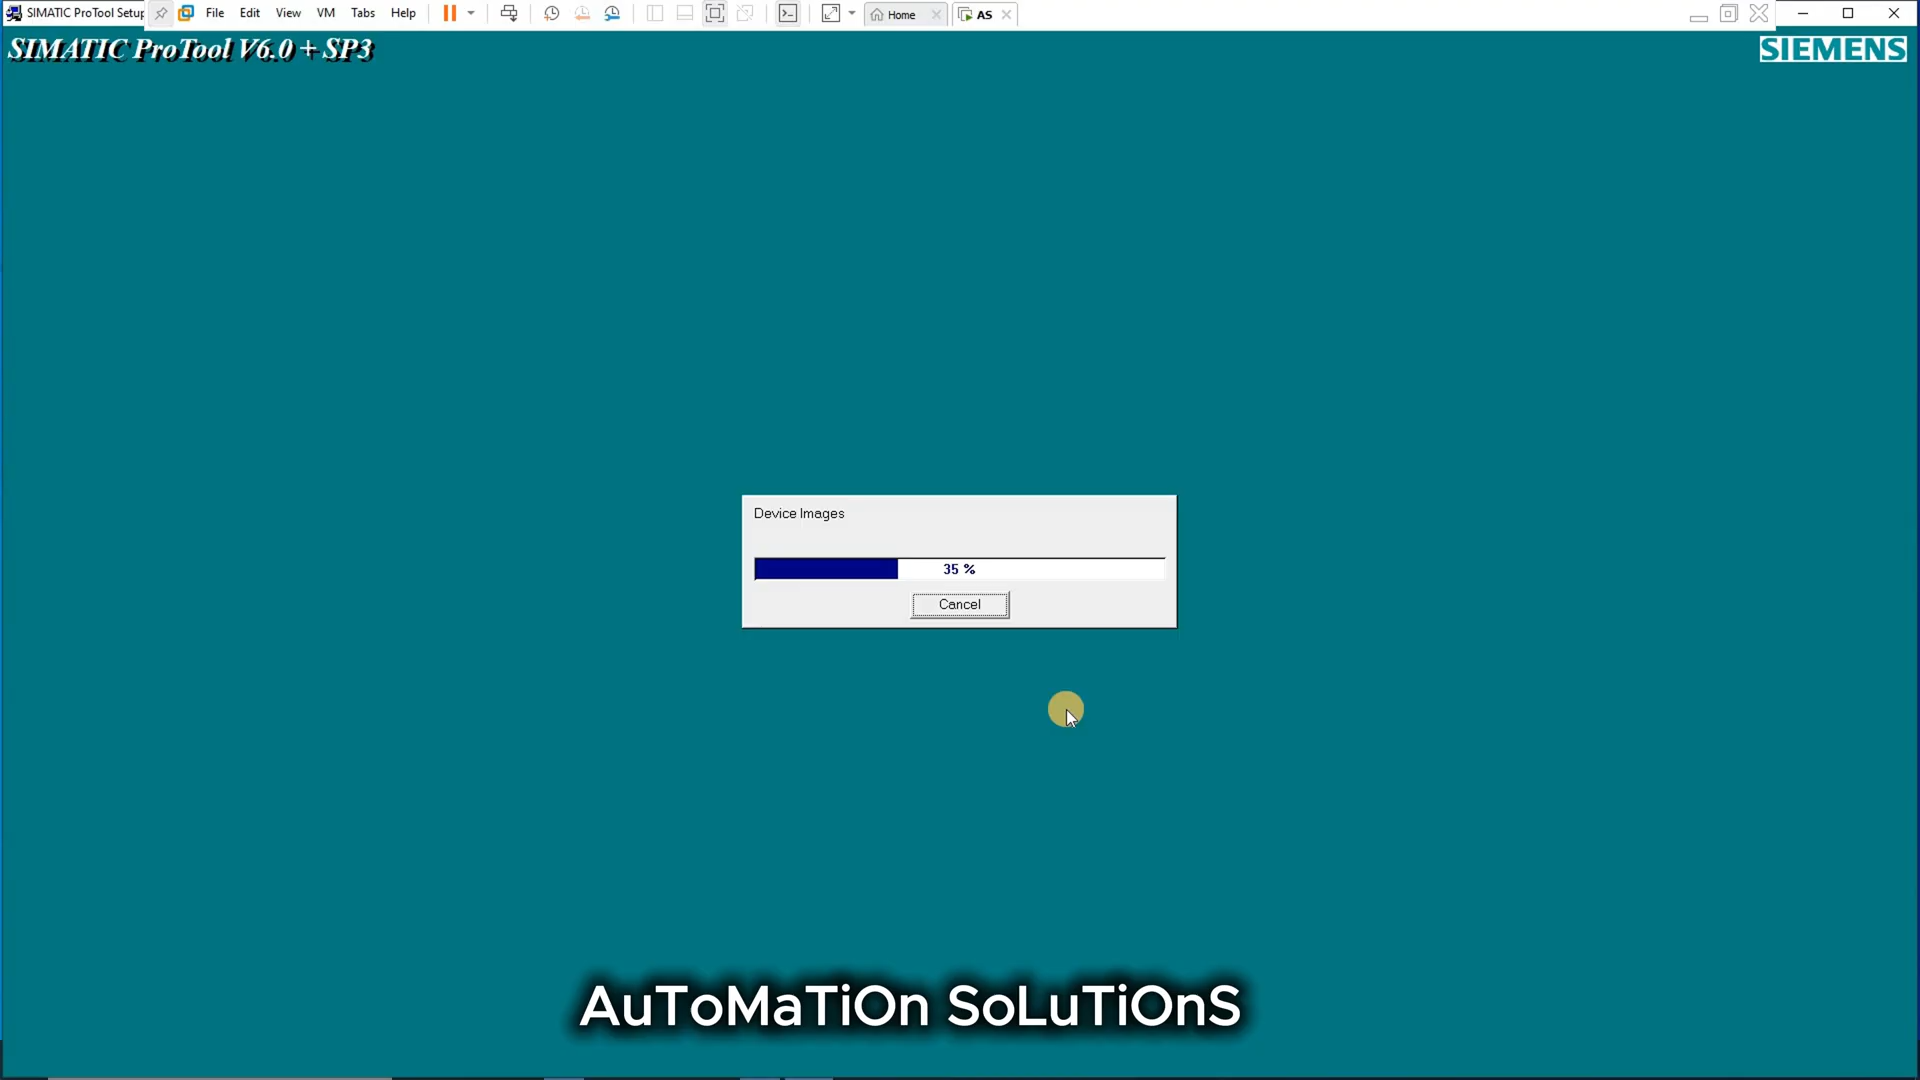 SIMATIC ProTool Setup File Edit View VM Tabs Help Home AS
SIMATIC ProTool V6.0 + SP3
SIEMENS
Device Images
35 %
Cancel
AuToMaTiOn SoLuTiOnS